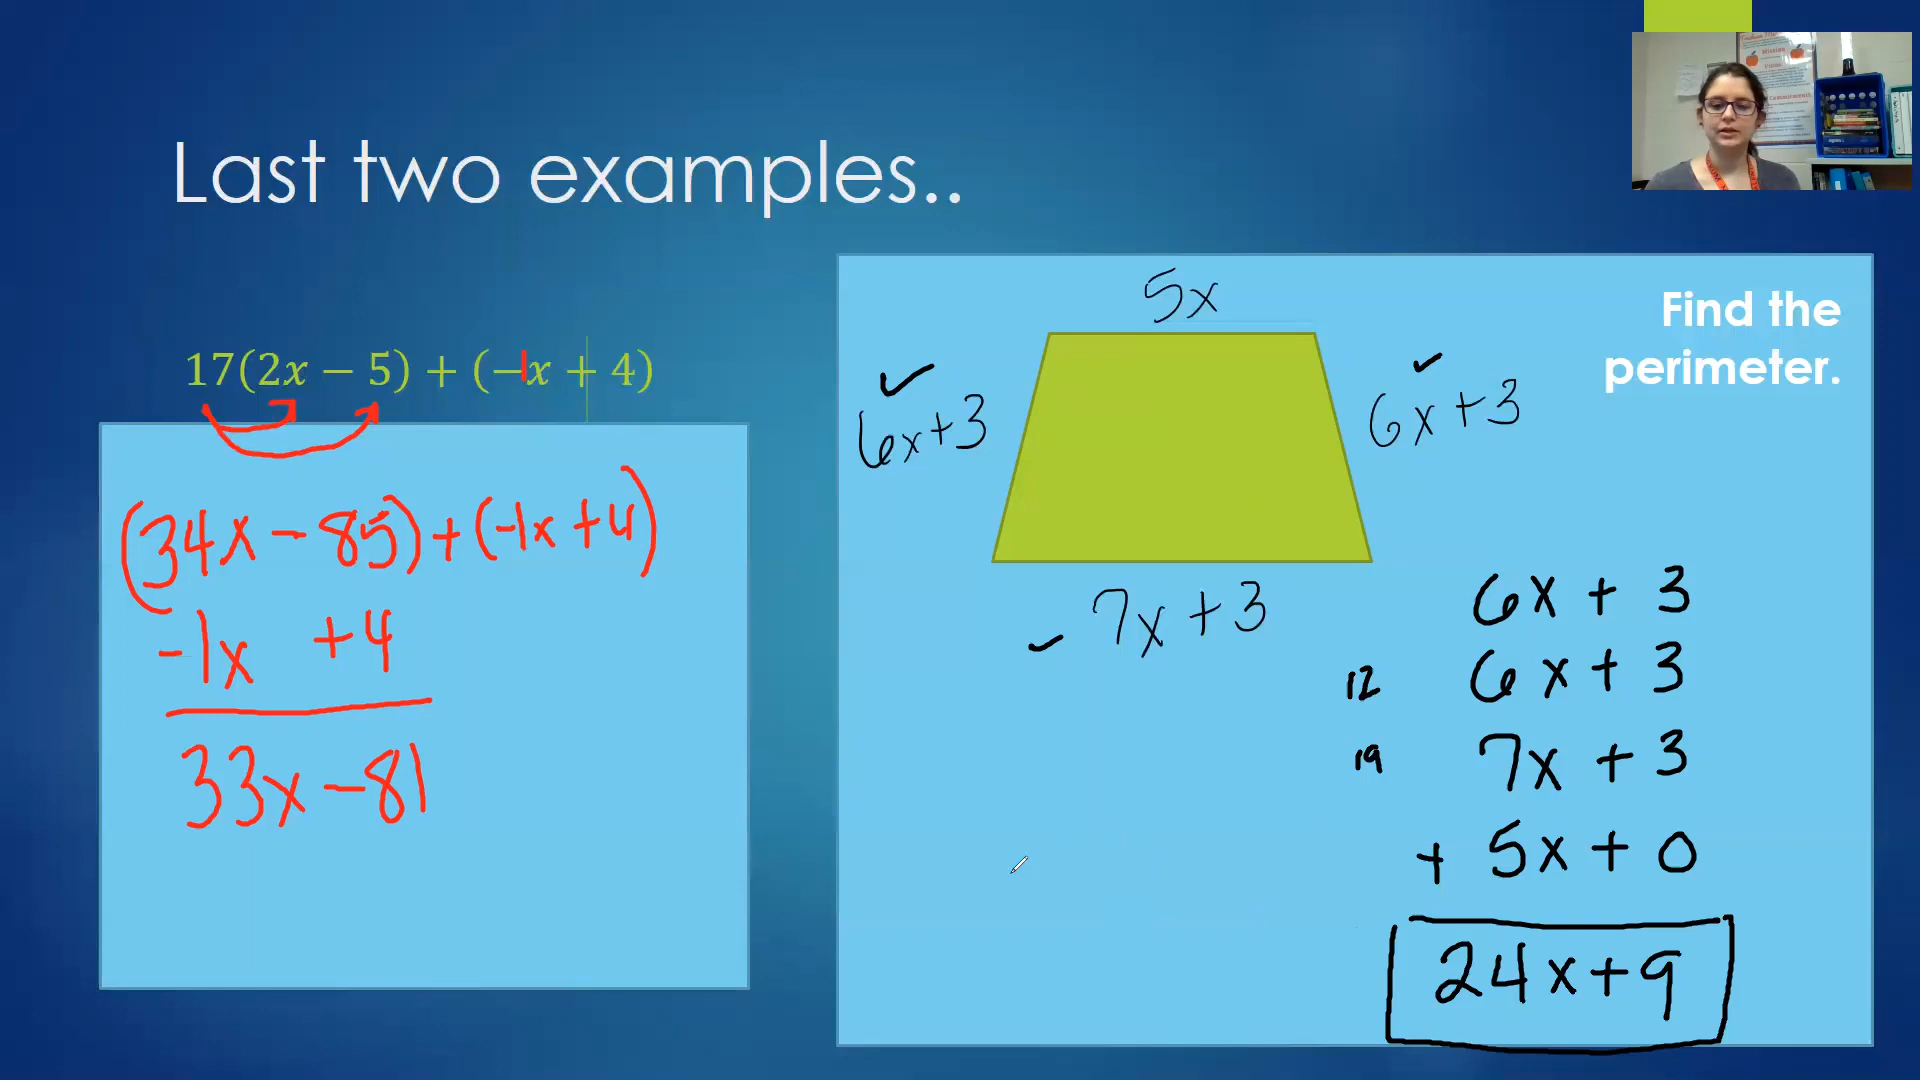 Last two examples..
17(2x − 5) + (−1x + 4)
(34x − 85) + (-1x + 4)
-1x + 4
33x − 81
Find the
perimeter.
5x
6x + 3
6x + 3
7x + 3
6x + 3
12 6x + 3
19 7x + 3
+ 5x + 0
24x + 9
Mission